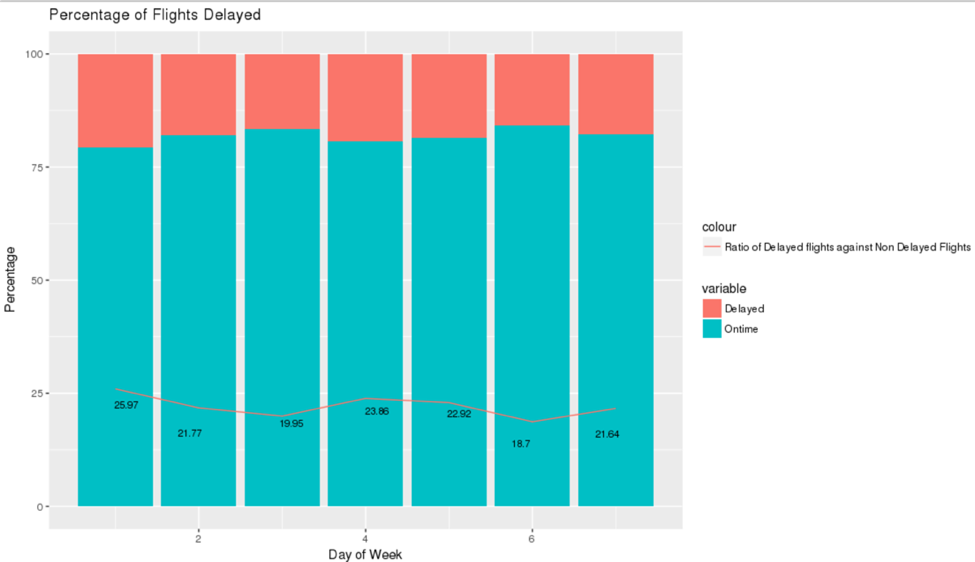 Percentage of Flights Delayed
100
75
50
25
0
Percentage
25.97
21.77
19.95
23.86
22.92
18.7
21.64
2
4
6
Day of Week
colour
Ratio of Delayed flights against Non Delayed Flights
variable
Delayed
Ontime